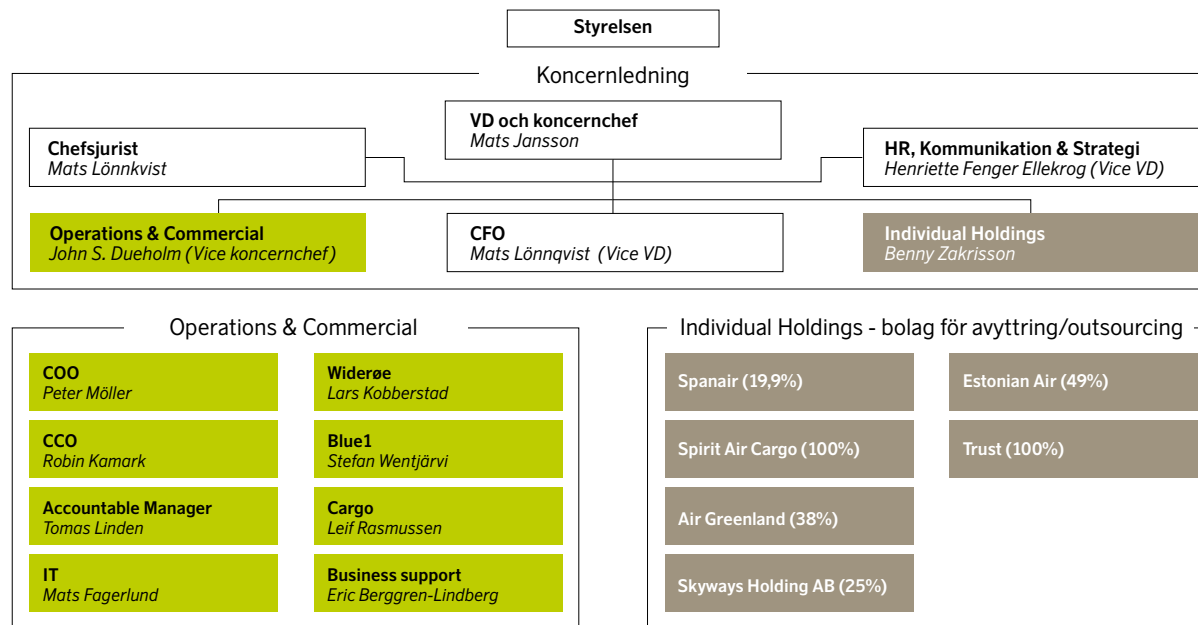 Styrelsen
Koncernledning
VD och koncernchef
Mats Jansson
Chefsjurist
Mats Lönnkvist
HR, Kommunikation & Strategi
Henriette Fenger Ellekrog (Vice VD)
Operations & Commercial
John S. Dueholm (Vice koncernchef)
CFO
Mats Lönnqvist (Vice VD)
Individual Holdings
Benny Zakrisson
Operations & Commercial
COO
Peter Möller
Widerøe
Lars Kobberstad
CCO
Robin Kamark
Blue1
Stefan Wentjärvi
Accountable Manager
Tomas Linden
Cargo
Leif Rasmussen
IT
Mats Fagerlund
Business support
Eric Berggren-Lindberg
Individual Holdings - bolag för avyttring/outsourcing
Spanair (19,9%)
Estonian Air (49%)
Spirit Air Cargo (100%)
Trust (100%)
Air Greenland (38%)
Skyways Holding AB (25%)